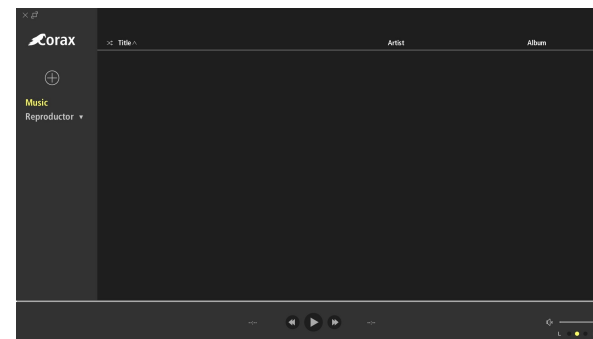 Corax
Title Artist Album
Music
Reproductor
--:-- --:--
L